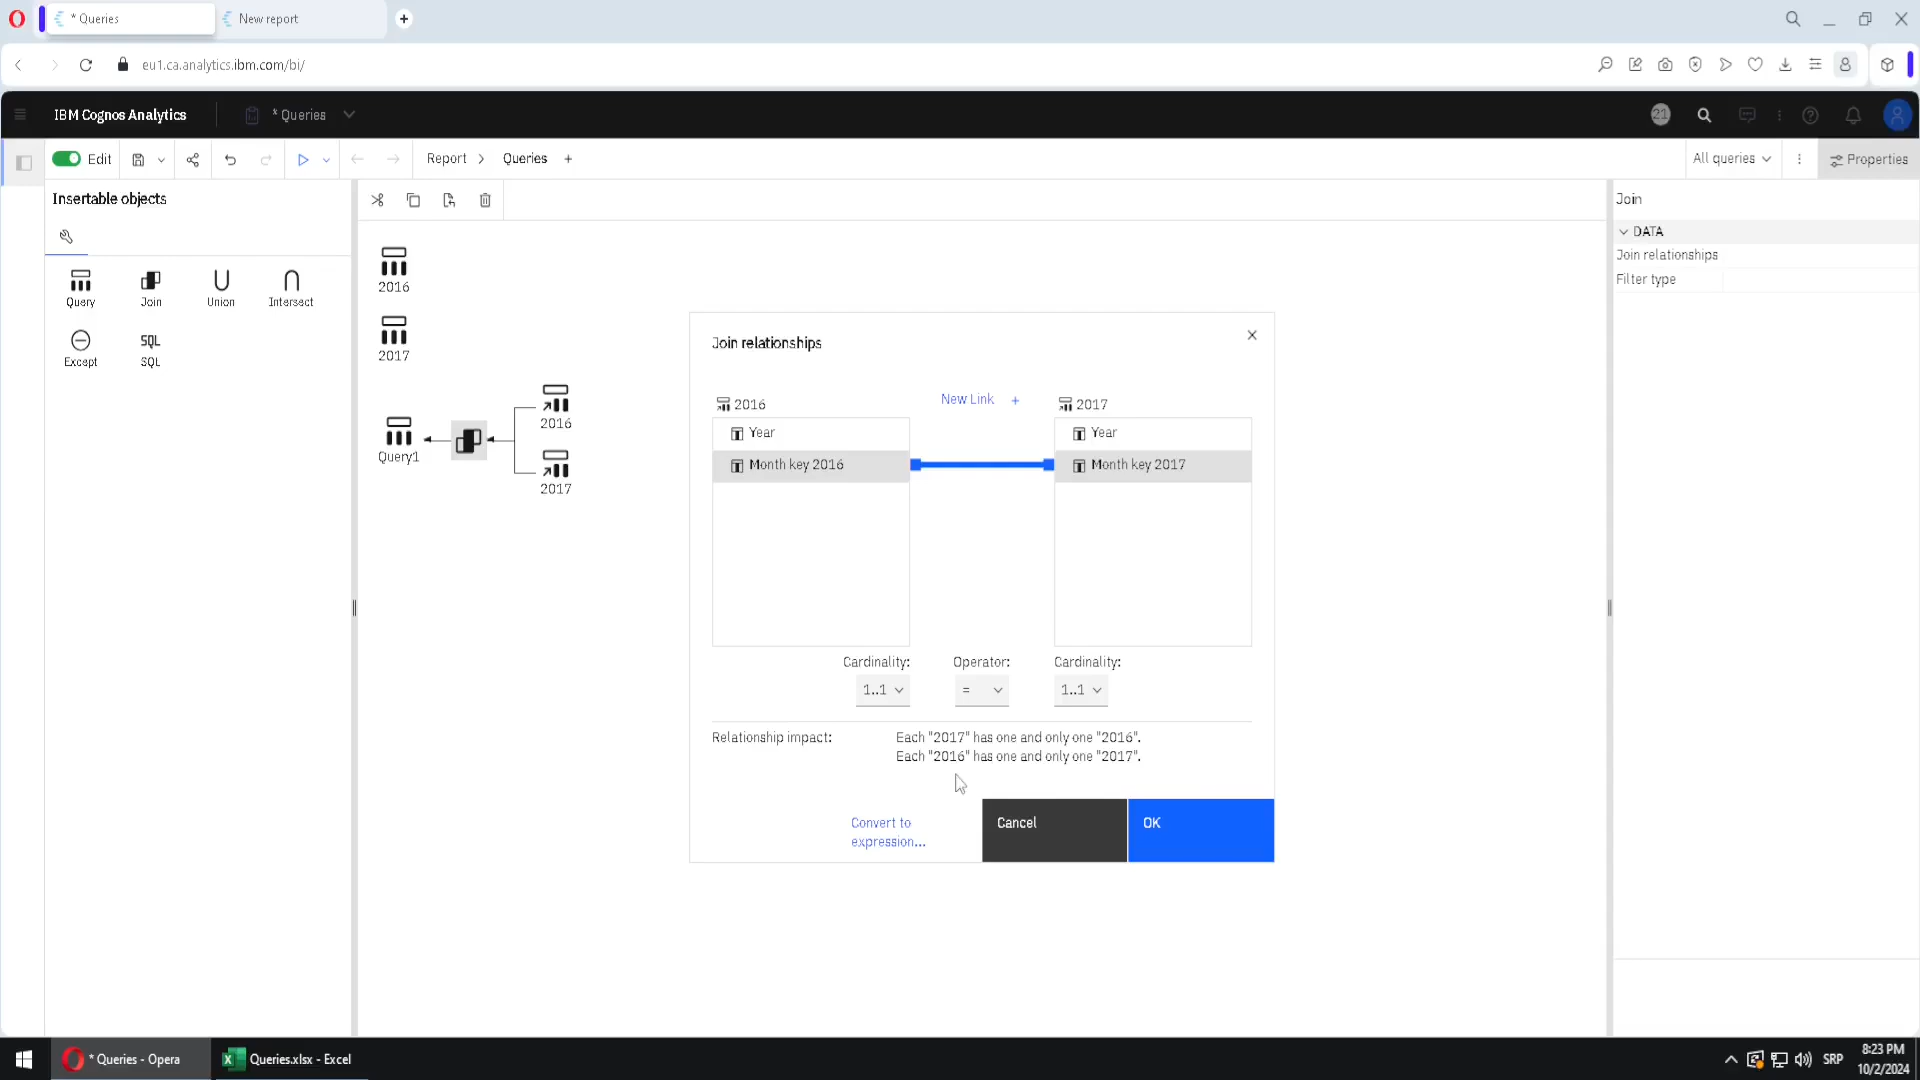 * Queries
New report
eu1.ca.analytics.ibm.com/bi/
IBM Cognos Analytics
* Queries
21
Edit
Report
Queries
All queries
Properties
Insertable objects
Query
Join
Union
Intersect
Except
SQL
SQL
2016
2017
Query1
2016
2017
Join relationships
2016
New Link +
2017
Year
Month key 2016
Year
Month key 2017
Cardinality:
Operator:
Cardinality:
1..1
=
1..1
Relationship impact:
Each "2017" has one and only one "2016".
Each "2016" has one and only one "2017".
Convert to
expression...
Cancel
OK
Join
DATA
Join relationships
Filter type
* Queries - Opera
Queries.xlsx - Excel
SRP
8:23 PM
10/2/2024